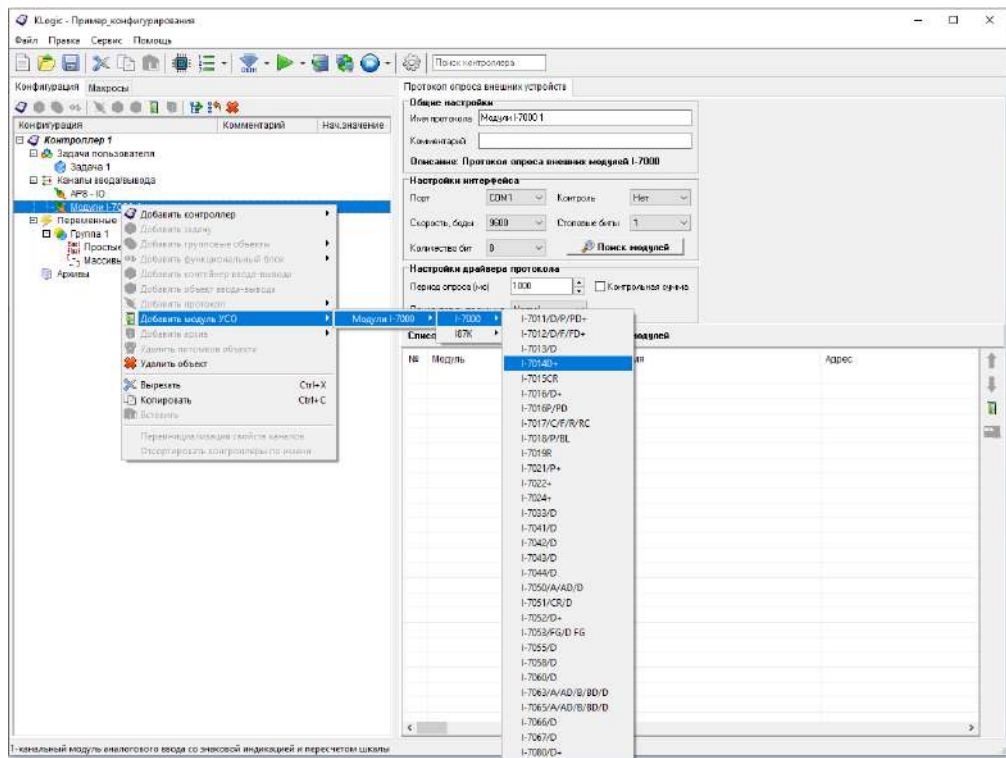 KLogic - Пример_конфигурирования
Файл Правка Сервис Помощь
Поиск контроллера
Конфигурация Макросы
Конфигурация Комментарий Нач.значение
Контроллер 1
Задачи пользователя
Задача 1
Каналы ввода/вывода
AP8 - IO
Модули I-70
Переменные
Группа 1
Простые
Массивы
Архивы
Добавить контроллер
Добавить задачу
Добавить групповые объекты
Добавить функциональный блок
Добавить контейнер ввода-вывода
Добавить объект ввода-вывода
Добавить протокол
Добавить модуль УСО
Добавить архив
Удалить потомков объекта
Удалить объект
Вырезать Ctrl+X
Копировать Ctrl+C
Вставить
Переинициализация свойств каналов
Отсортировать контроллеры по имени
Модули I-7000
I-7000
I87K
I-7011/D/P/PD+
I-7012/D/F/FD+
I-7013/D
I-7014D+
I-7015CR
I-7016/D+
I-7016P/PD
I-7017/C/F/R/RC
I-7018/P/BL
I-7019R
I-7021/P+
I-7022+
I-7024+
I-7033/D
I-7041/D
I-7042/D
I-7043/D
I-7044/D
I-7050/A/AD/D
I-7051/CR/D
I-7052/D+
I-7053/FG/D FG
I-7055/D
I-7058/D
I-7060/D
I-7063/A/AD/B/BD/D
I-7065/A/AD/B/BD/D
I-7066/D
I-7067/D
I-7080/D+
Протокол опроса внешних устройств
Общие настройки
Имя протокола Модули I-7000 1
Комментарий
Описание: Протокол опроса внешних модулей I-7000
Настройки интерфейса
Порт COM1 Контроль Нет
Скорость, боды 9600 Стоповые биты 1
Количество бит 8 Поиск модулей
Настройки драйвера протокола
Период опроса (мс) 1000 Контрольная сумма
Normal
Список модулей
№ Модуль Адрес
1-канальный модуль аналогового ввода со знаковой индикацией и пересчетом шкалы